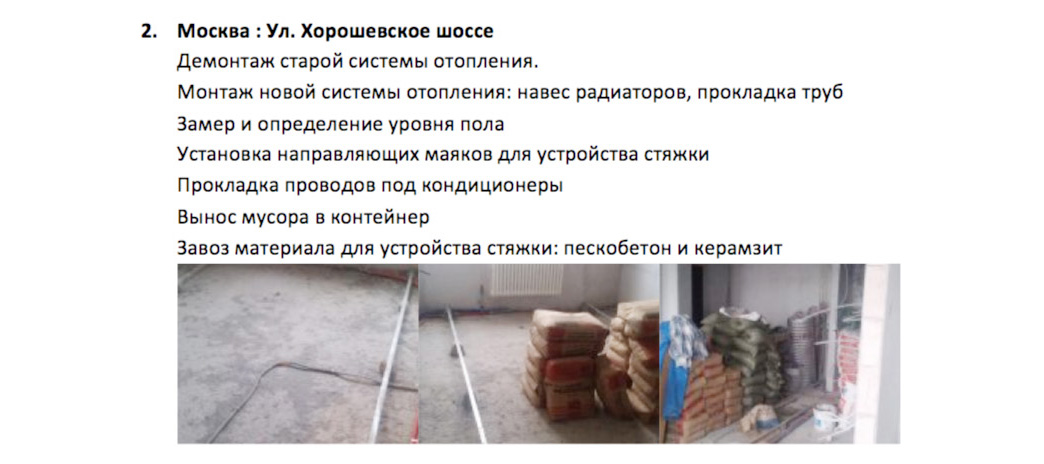 2. Москва : Ул. Хорошевское шоссе
Демонтаж старой системы отопления.
Монтаж новой системы отопления: навес радиаторов, прокладка труб
Замер и определение уровня пола
Установка направляющих маяков для устройства стяжки
Прокладка проводов под кондиционеры
Вынос мусора в контейнер
Завоз материала для устройства стяжки: пескобетон и керамзит